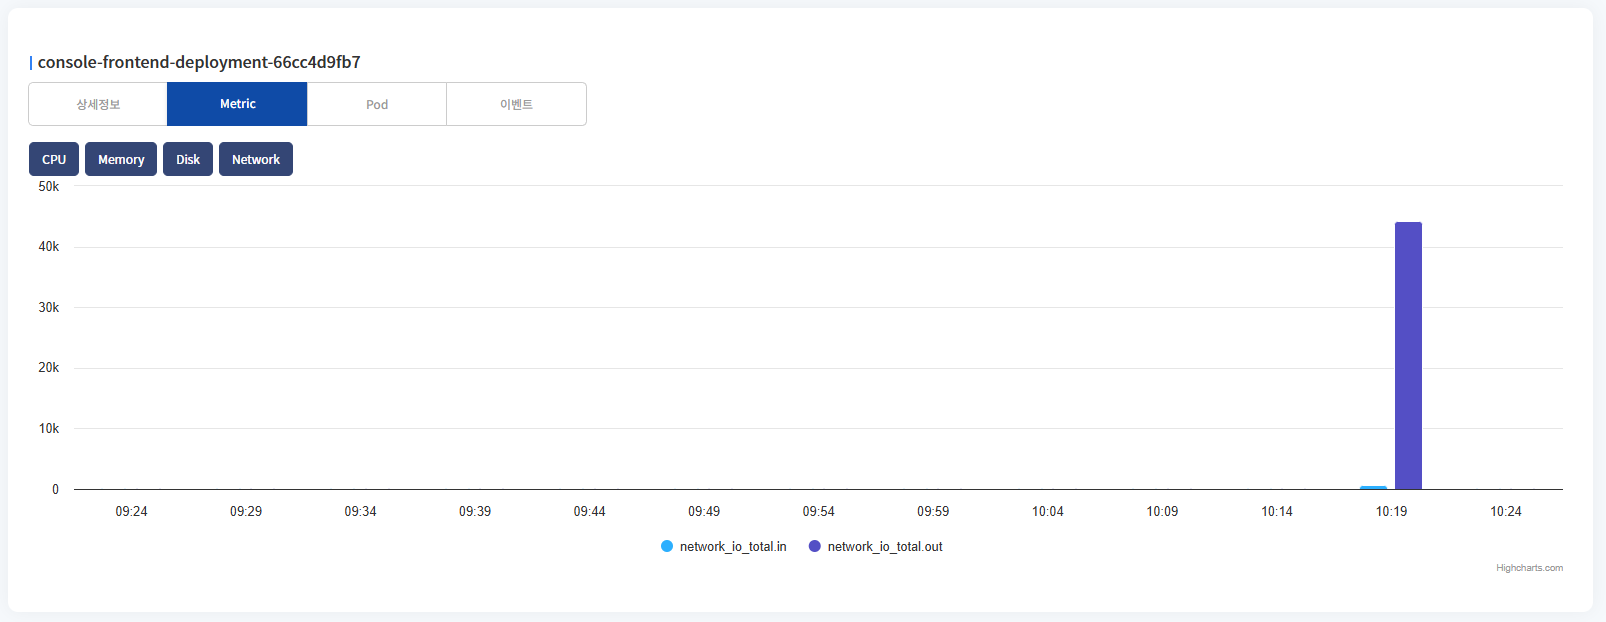 console-frontend-deployment-66cc4d9fb7
상세정보 Metric Pod 이벤트
CPU Memory Disk Network
50k
40k
30k
20k
10k
0
09:24 09:29 09:34 09:39 09:44 09:49 09:54 09:59 10:04 10:09 10:14 10:19 10:24
network_io_total.in network_io_total.out
Highcharts.com